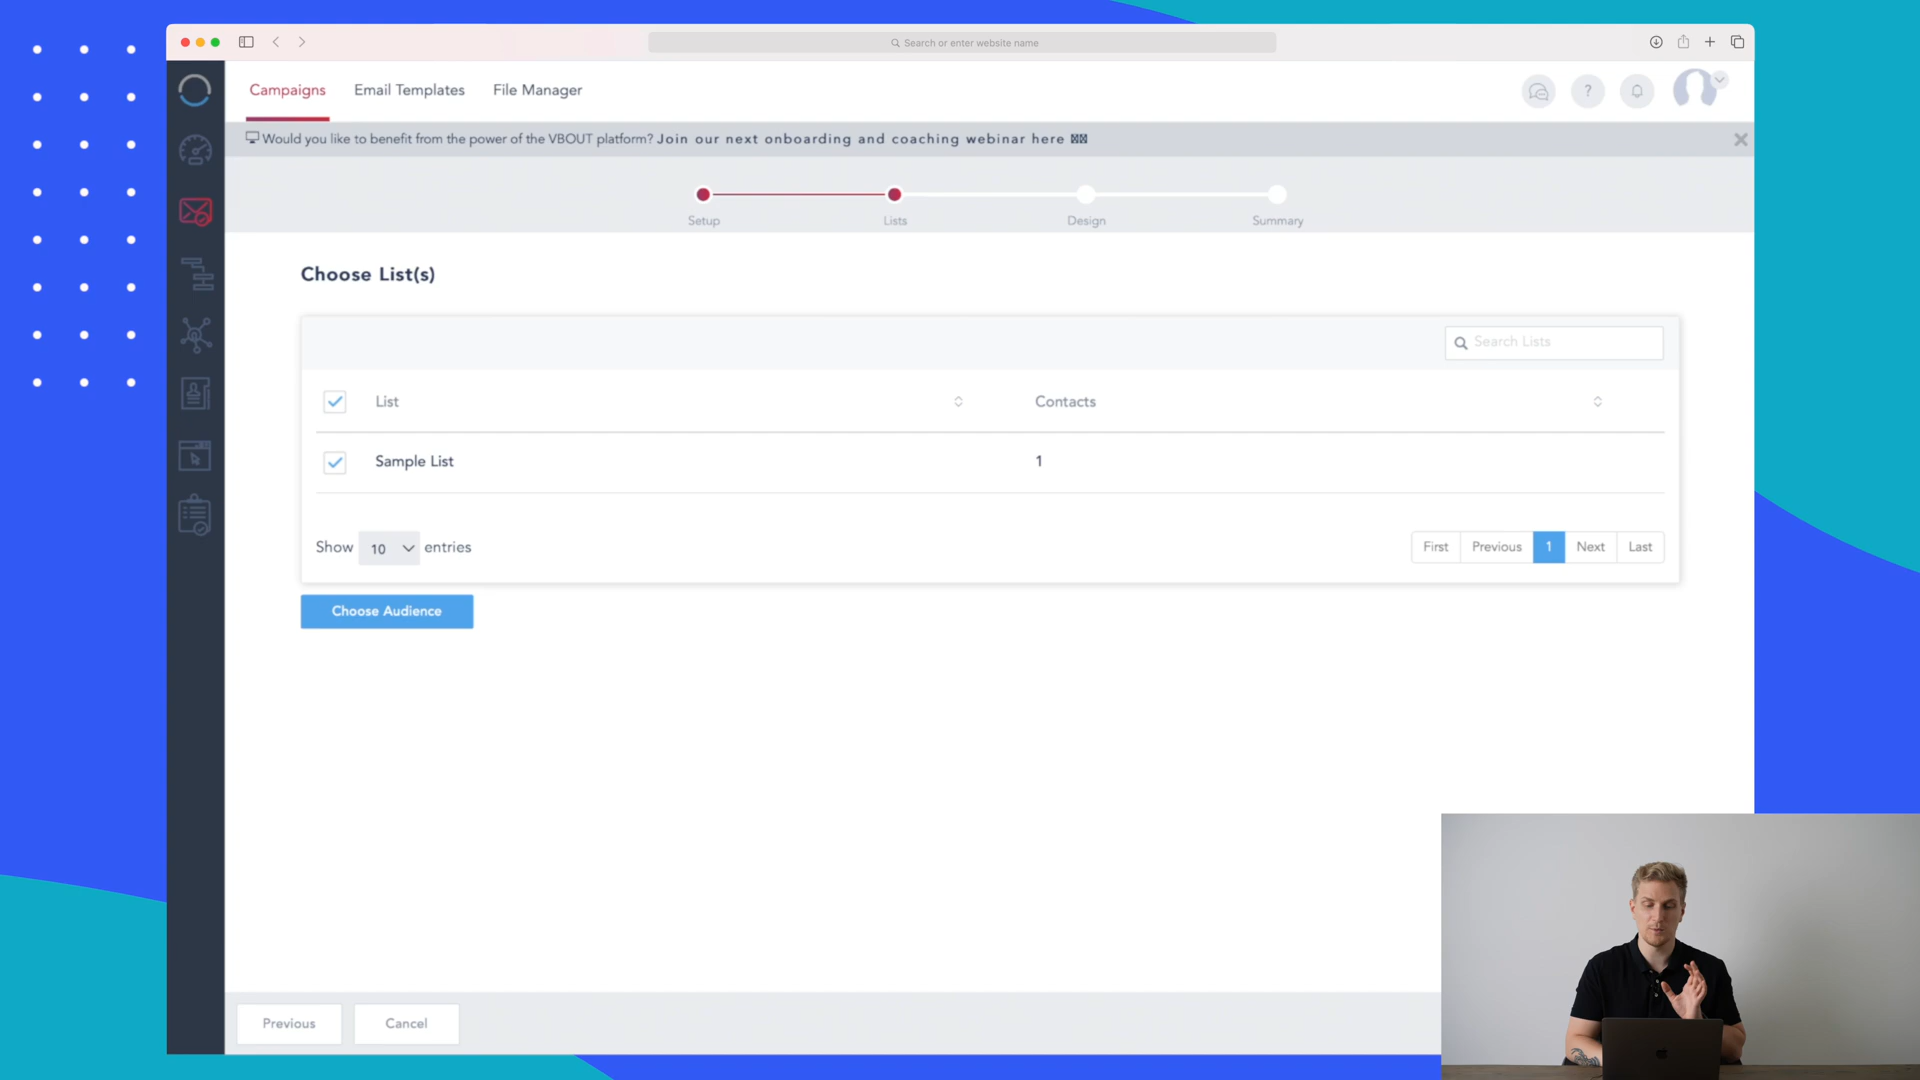 Search or enter website name
Campaigns Email Templates File Manager
?
Would you like to benefit from the power of the VBOUT platform? Join our next onboarding and coaching webinar here
Setup Lists Design Summary
Choose List(s)
Search Lists
List Contacts
Sample List 1
Show 10 entries
First Previous 1 Next Last
Choose Audience
Previous Cancel